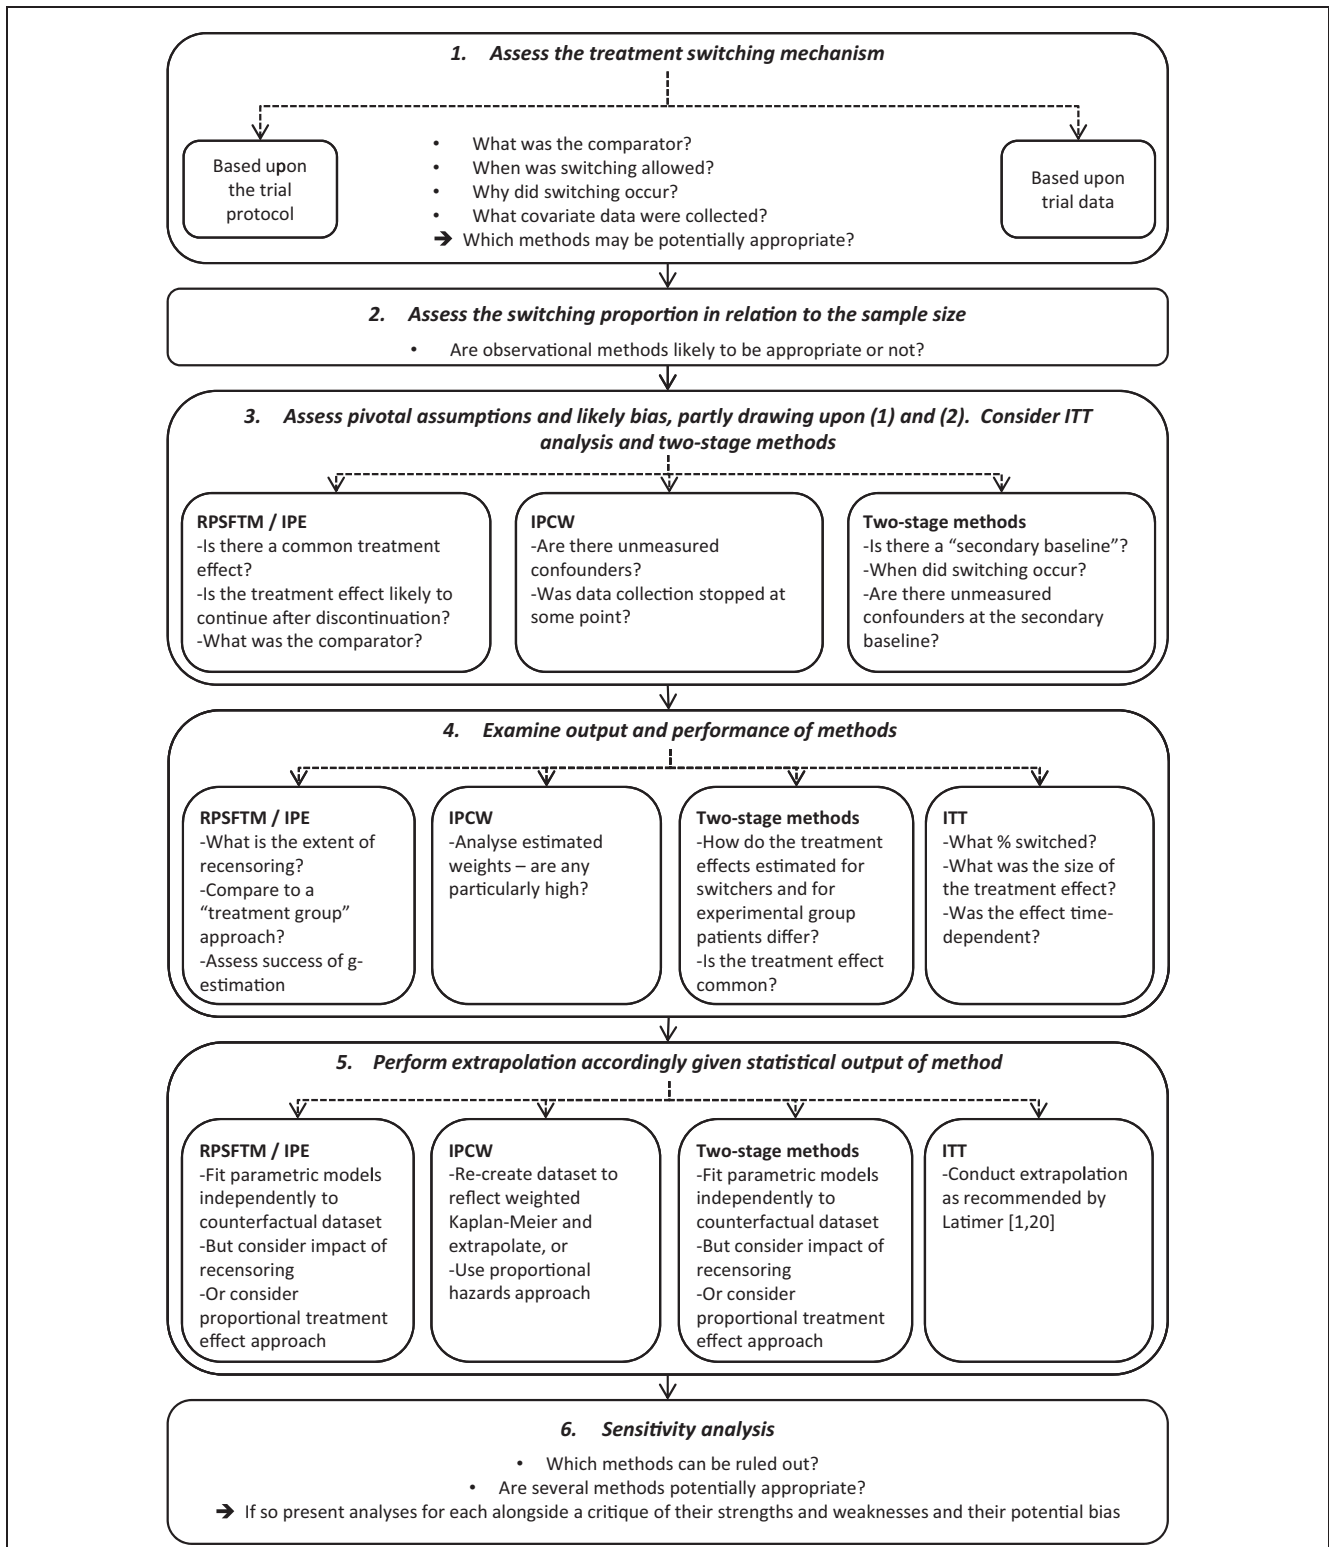 1. Assess the treatment switching mechanism
Based upon
the trial
protocol
• What was the comparator?
• When was switching allowed?
• Why did switching occur?
• What covariate data were collected?
➔ Which methods may be potentially appropriate?
Based upon
trial data
2. Assess the switching proportion in relation to the sample size
• Are observational methods likely to be appropriate or not?
3. Assess pivotal assumptions and likely bias, partly drawing upon (1) and (2). Consider ITT
analysis and two-stage methods
RPSFTM / IPE
-Is there a common treatment
effect?
-Is the treatment effect likely to
continue after discontinuation?
-What was the comparator?
IPCW
-Are there unmeasured
confounders?
-Was data collection stopped at
some point?
Two-stage methods
-Is there a “secondary baseline”?
-When did switching occur?
-Are there unmeasured
confounders at the secondary
baseline?
4. Examine output and performance of methods
RPSFTM / IPE
-What is the extent of
recensoring?
-Compare to a
“treatment group”
approach?
-Assess success of g-
estimation
IPCW
-Analyse estimated
weights – are any
particularly high?
Two-stage methods
-How do the treatment
effects estimated for
switchers and for
experimental group
patients differ?
-Is the treatment effect
common?
ITT
-What % switched?
-What was the size of
the treatment effect?
-Was the effect time-
dependent?
5. Perform extrapolation accordingly given statistical output of method
RPSFTM / IPE
-Fit parametric models
independently to
counterfactual dataset
-But consider impact of
recensoring
-Or consider
proportional treatment
effect approach
IPCW
-Re-create dataset to
reflect weighted
Kaplan-Meier and
extrapolate, or
-Use proportional
hazards approach
Two-stage methods
-Fit parametric models
independently to
counterfactual dataset
-But consider impact of
recensoring
-Or consider
proportional treatment
effect approach
ITT
-Conduct extrapolation
as recommended by
Latimer [1,20]
6. Sensitivity analysis
• Which methods can be ruled out?
• Are several methods potentially appropriate?
➔ If so present analyses for each alongside a critique of their strengths and weaknesses and their potential bias